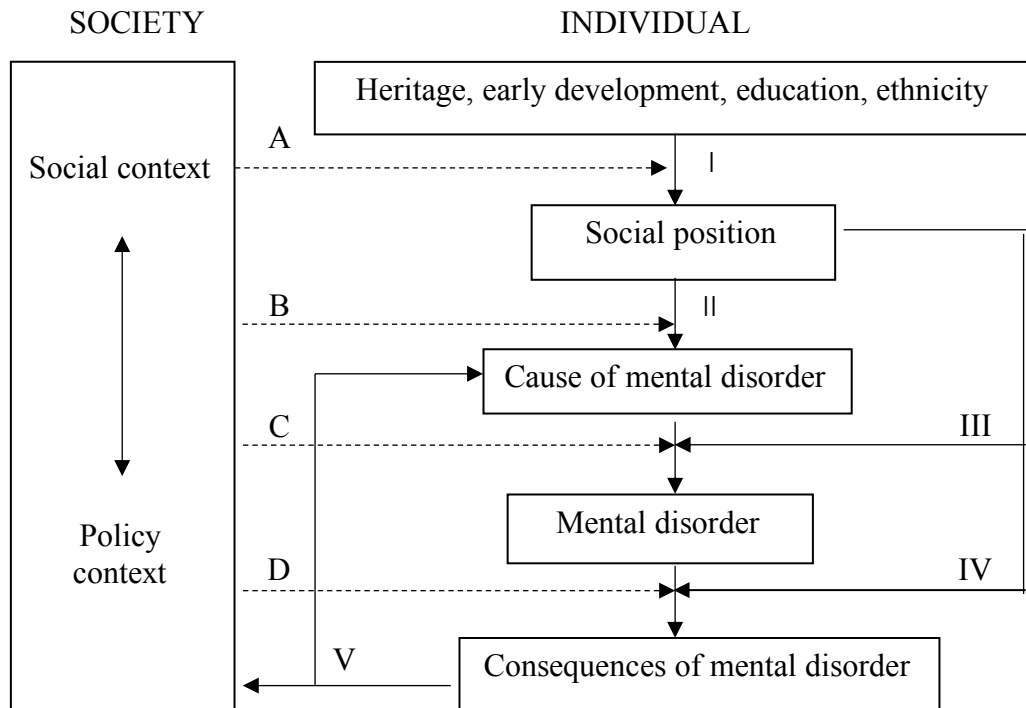 SOCIETY
INDIVIDUAL
Heritage, early development, education, ethnicity
A
I
Social context
Social position
B
II
Cause of mental disorder
C
III
Mental disorder
Policy
context
D
IV
V
Consequences of mental disorder